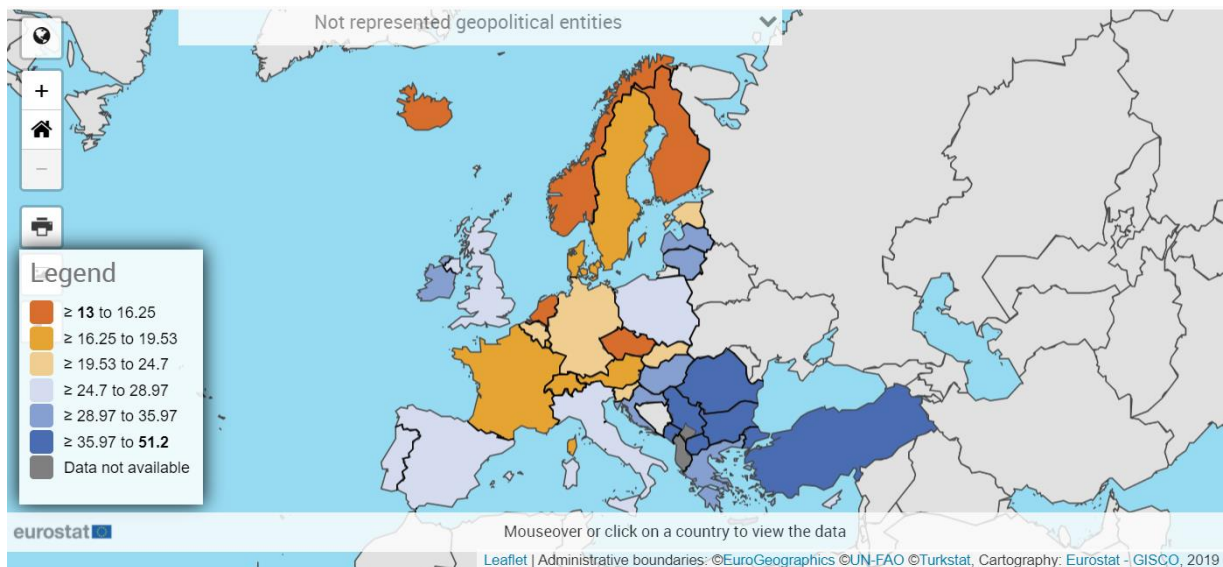 Not represented geopolitical entities
+
−
Legend
≥ 13 to 16.25
≥ 16.25 to 19.53
≥ 19.53 to 24.7
≥ 24.7 to 28.97
≥ 28.97 to 35.97
≥ 35.97 to 51.2
Data not available
eurostat
Mouseover or click on a country to view the data
Leaflet | Administrative boundaries: ©EuroGeographics ©UN-FAO ©Turkstat, Cartography: Eurostat - GISCO, 2019